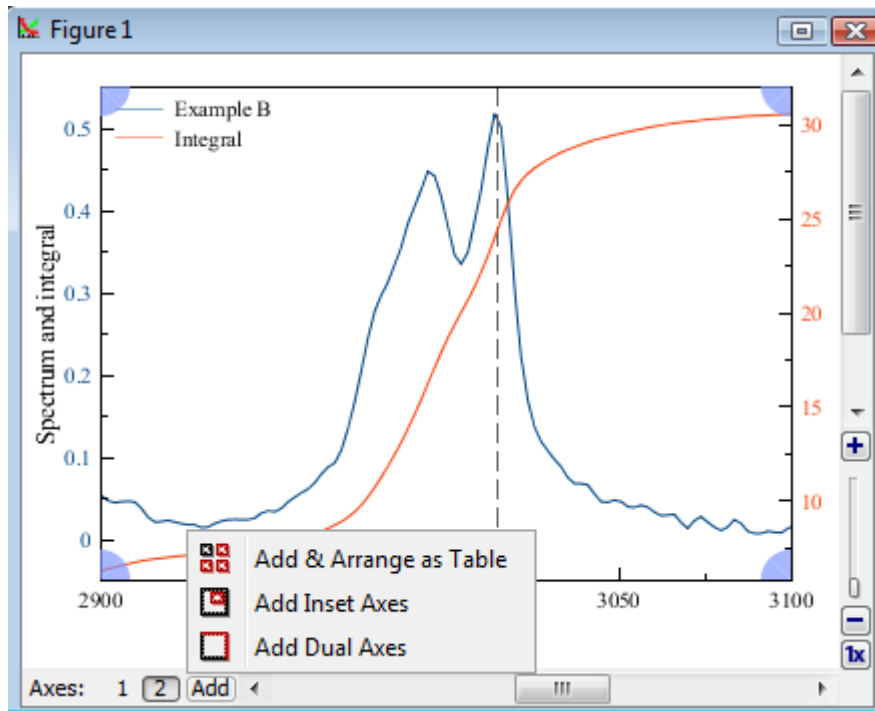 Figure 1
Example B
Integral
0.5
0.4
0.3
0.2
0.1
0
Spectrum and integral
30
25
20
15
10
2900
3050
3100
Add & Arrange as Table
Add Inset Axes
Add Dual Axes
1x
Axes: 1 2 Add